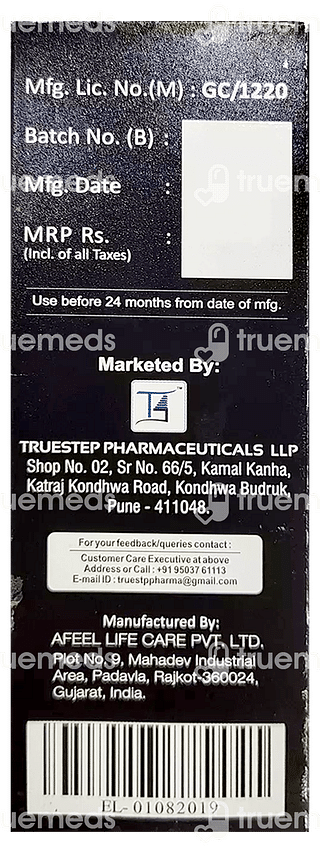 Mfg. Lic. No.(M) : GC/1220
Batch No. (B) :
Mfg. Date :
MRP Rs. :
(Incl. of all Taxes)
Use before 24 months from date of mfg.
Marketed By:
TM
TRUESTEP PHARMACEUTICALS LLP
Shop No. 02, Sr No. 66/5, Kamal Kanha,
Katraj Kondhwa Road, Kondhwa Budruk,
Pune - 411048.
For your feedback/queries contact :
Customer Care Executive at above
Address or Call : +91 95037 61113
E-mail ID : truestppharma@gmail.com
Manufactured By:
AFEEL LIFE CARE PVT. LTD.
Plot No. 9, Mahadev Industrial
Area, Padavla, Rajkot-360024,
Gujarat, India.
EL- 01082019
truemeds